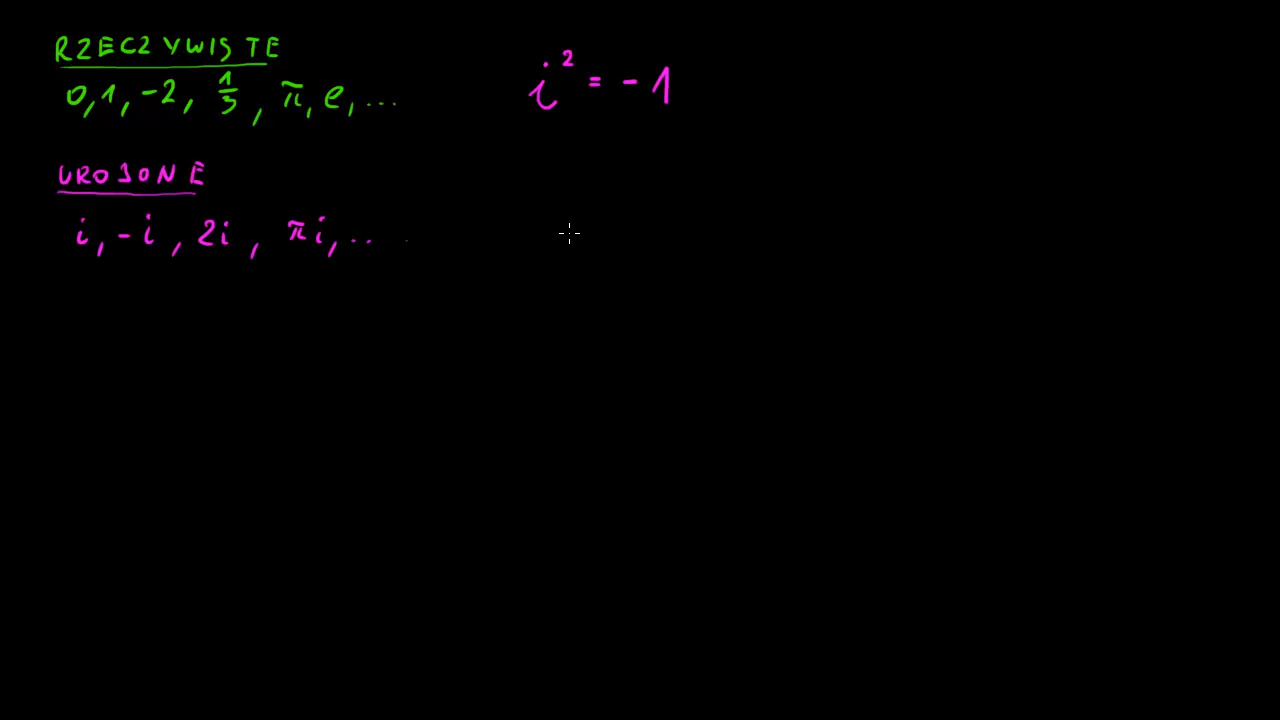 RZECZYWISTE
0, 1, -2, 1/3, π, e, ...
i² = -1
UROJONE
i, -i, 2i, πi, ...